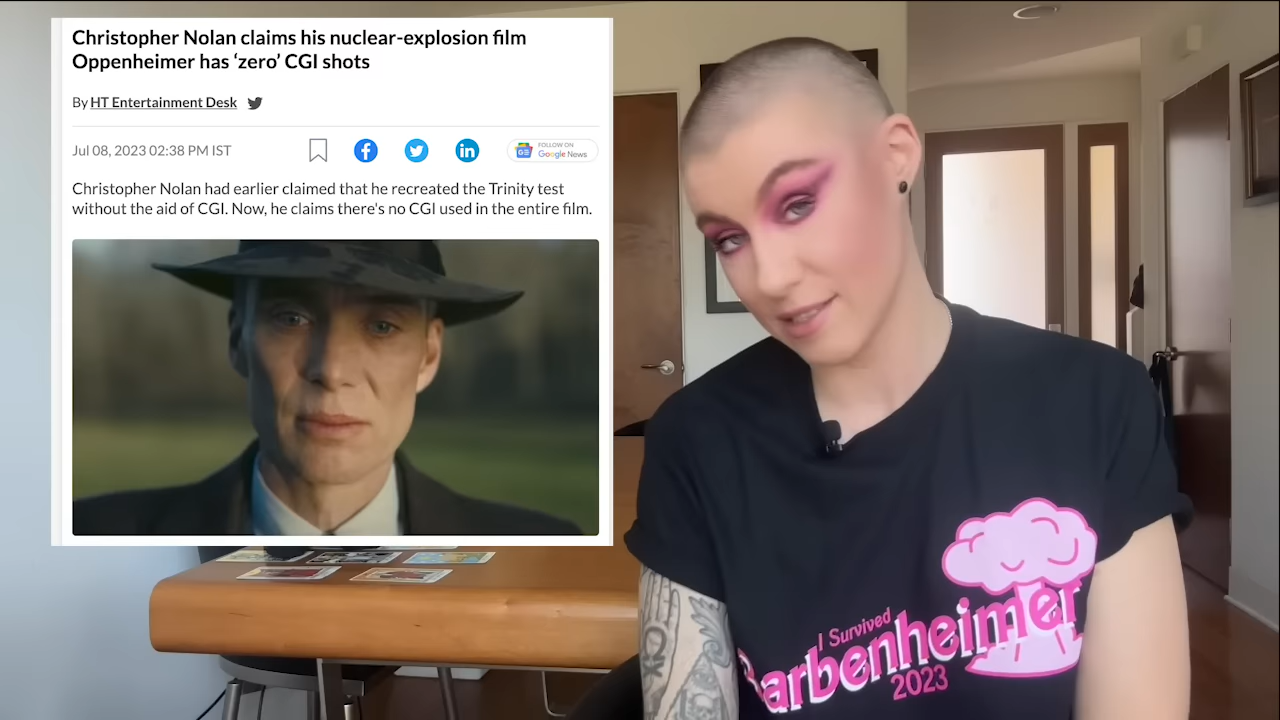 Christopher Nolan claims his nuclear-explosion film
Oppenheimer has ‘zero’ CGI shots
By HT Entertainment Desk
Jul 08, 2023 02:38 PM IST
FOLLOW ON
Google News
Christopher Nolan had earlier claimed that he recreated the Trinity test
without the aid of CGI. Now, he claims there's no CGI used in the entire film.
I Survived
Barbenheimer
2023